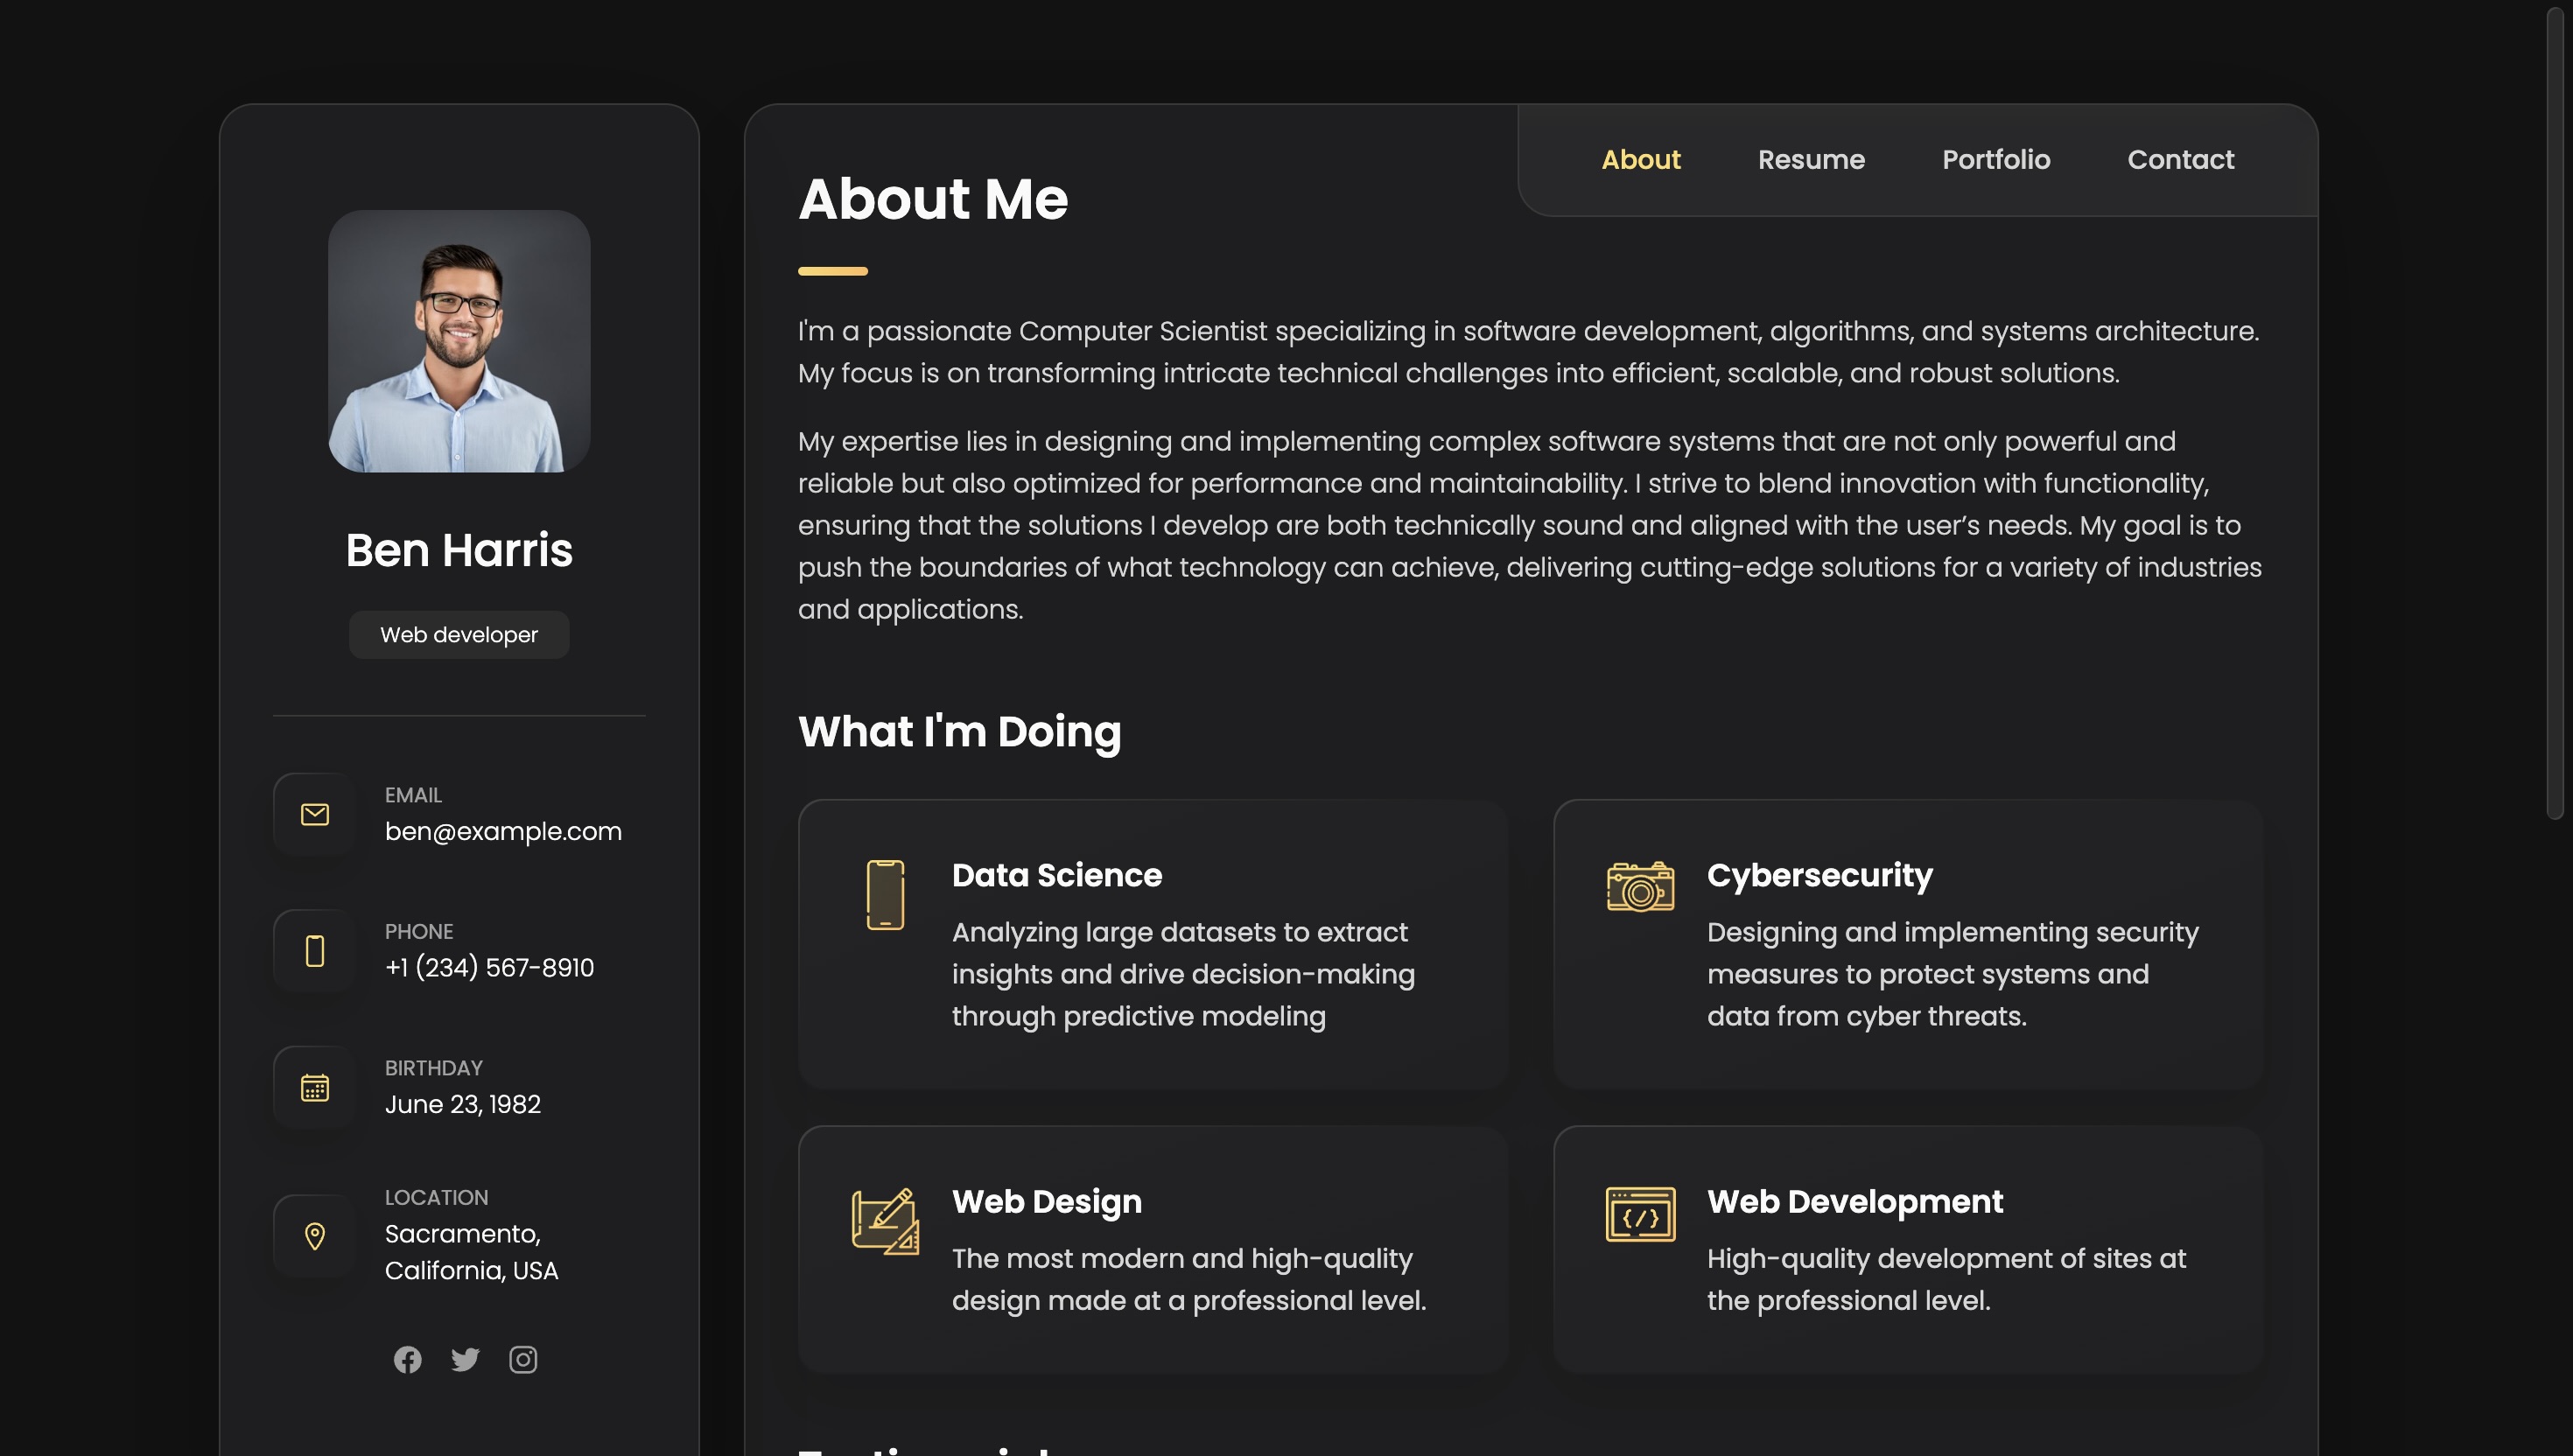 Ben Harris
Web developer
EMAIL
ben@example.com
PHONE
+1 (234) 567-8910
BIRTHDAY
June 23, 1982
LOCATION
Sacramento,
California, USA
About Resume Portfolio Contact
About Me
I'm a passionate Computer Scientist specializing in software development, algorithms, and systems architecture.
My focus is on transforming intricate technical challenges into efficient, scalable, and robust solutions.
My expertise lies in designing and implementing complex software systems that are not only powerful and
reliable but also optimized for performance and maintainability. I strive to blend innovation with functionality,
ensuring that the solutions I develop are both technically sound and aligned with the user’s needs. My goal is to
push the boundaries of what technology can achieve, delivering cutting-edge solutions for a variety of industries
and applications.
What I'm Doing
Data Science
Analyzing large datasets to extract
insights and drive decision-making
through predictive modeling
Cybersecurity
Designing and implementing security
measures to protect systems and
data from cyber threats.
Web Design
The most modern and high-quality
design made at a professional level.
Web Development
{/}
High-quality development of sites at
the professional level.